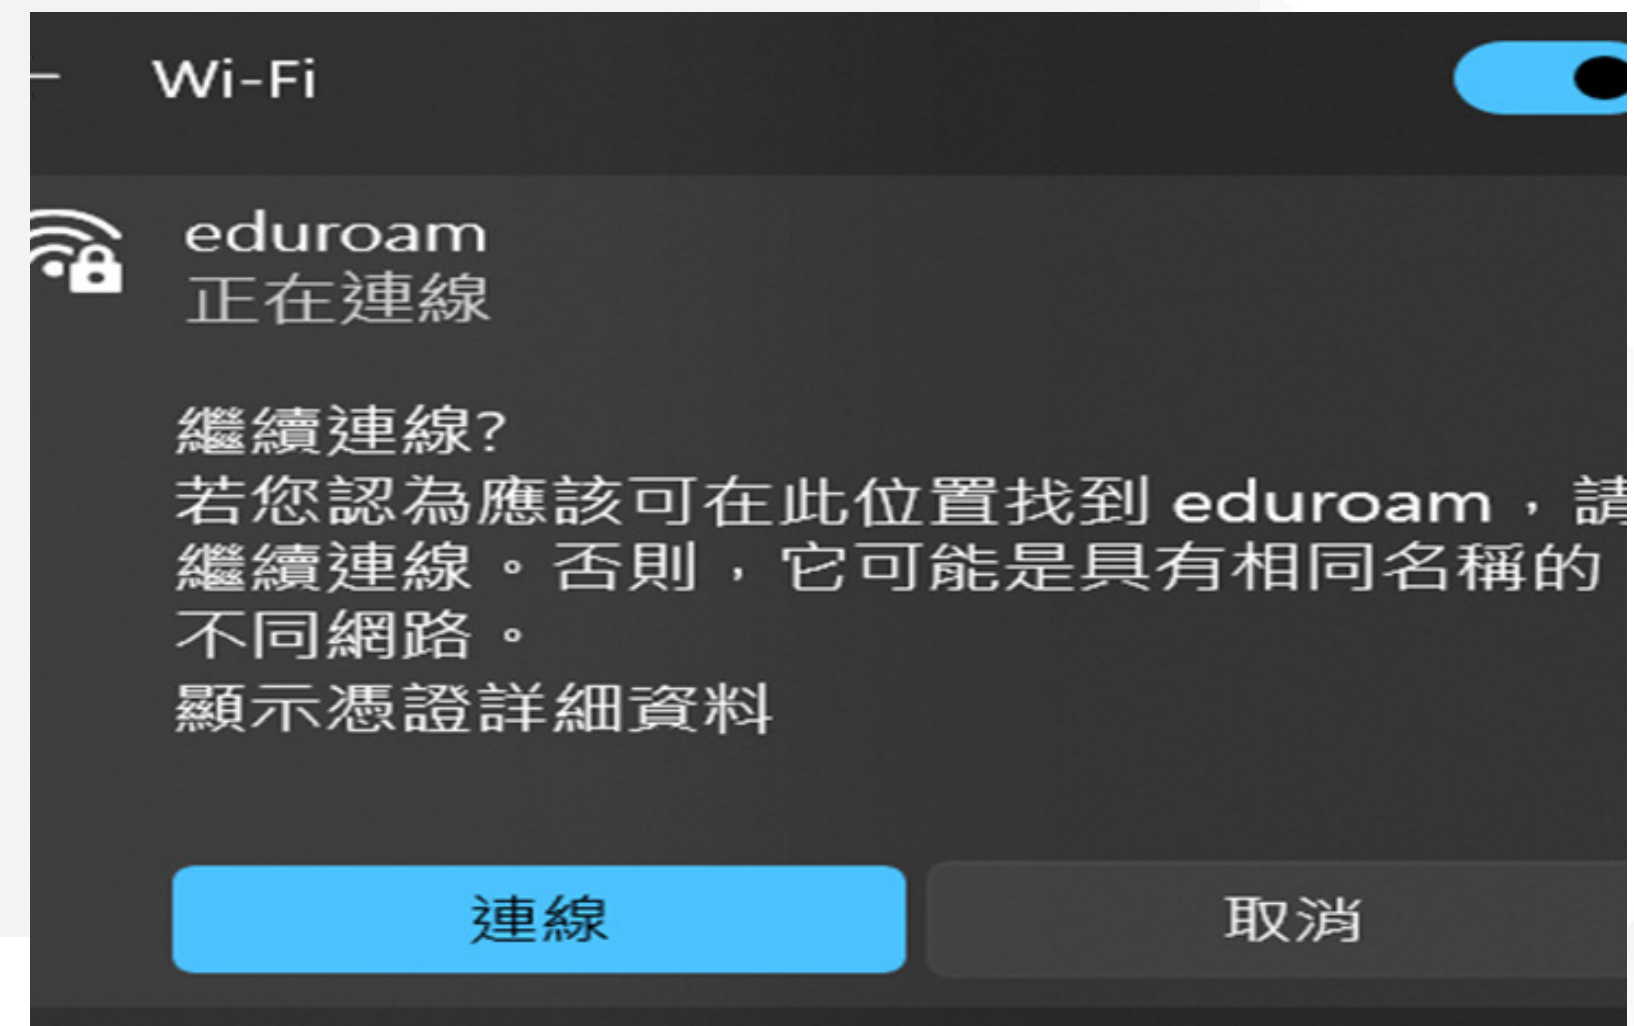 Wi-Fi
eduroam
正在連線
繼續連線?
若您認為應該可在此位置找到 eduroam，請
繼續連線。否則，它可能是具有相同名稱的
不同網路。
顯示憑證詳細資料
連線
取消